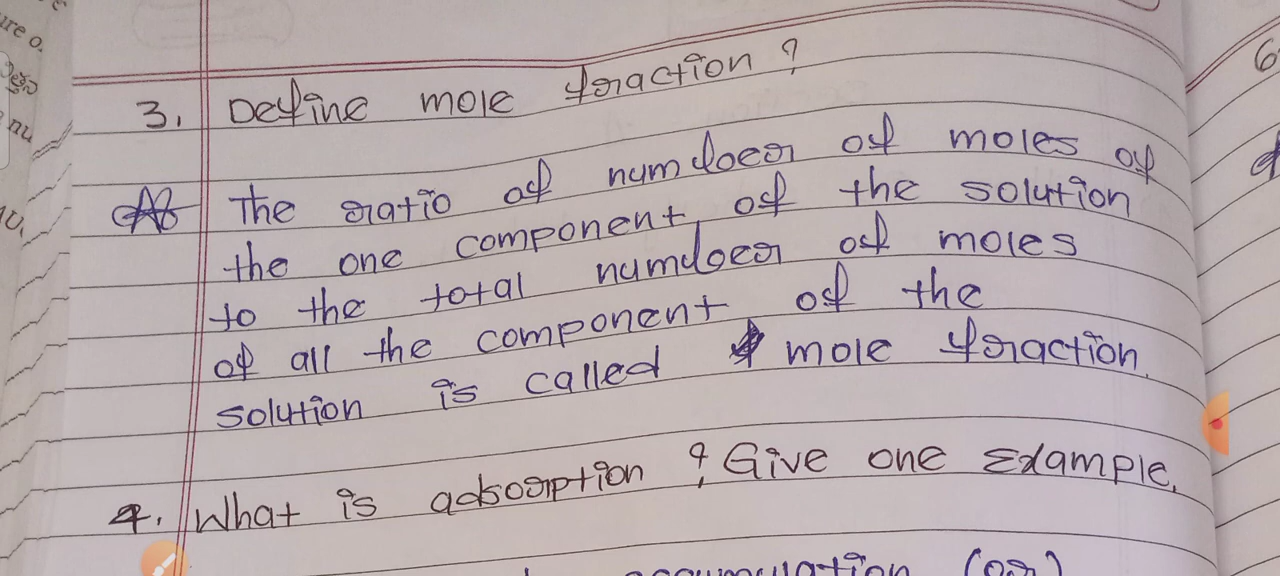 3. Define mole fraction ?
The ratio of number of moles of
the one component of the solution
to the total number of moles
of all the component of the
solution is called mole fraction.
4. What is adsorption ? Give one Example.
accumulation (or)